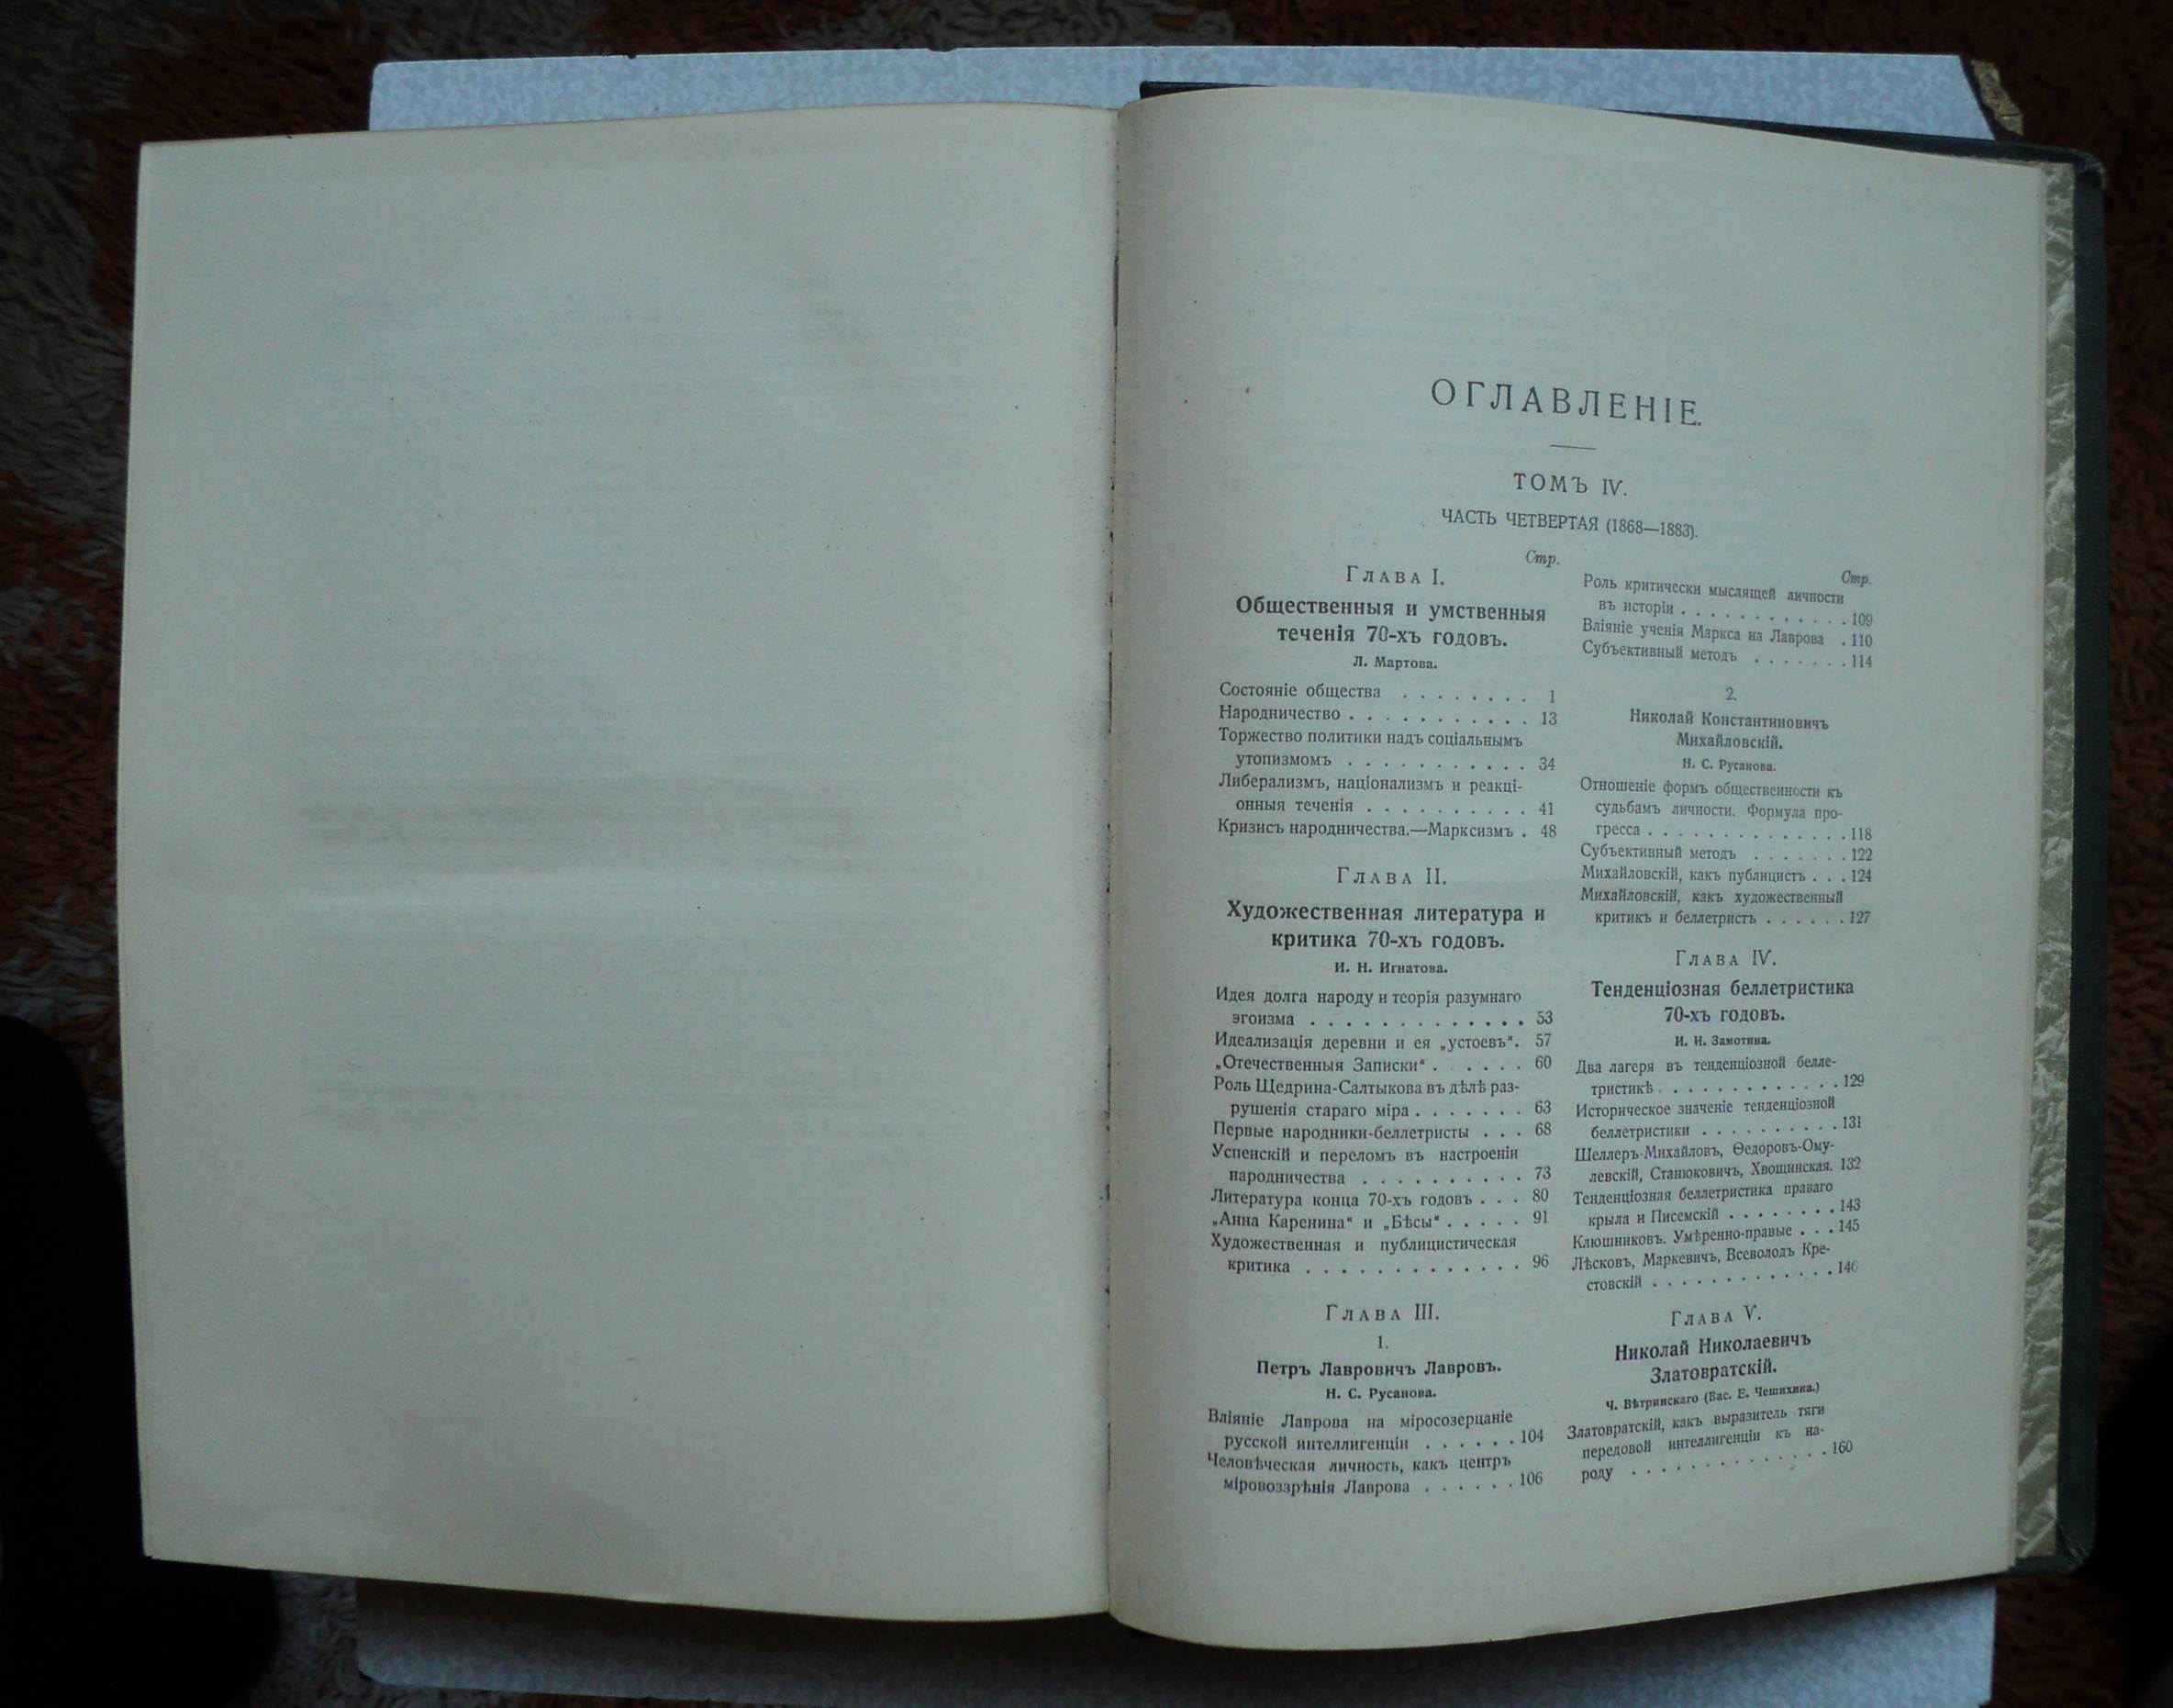 ОГЛАВЛЕНІЕ.
ТОМЪ IV.
ЧАСТЬ ЧЕТВЕРТАЯ (1868—1883).
Стр.
Глава I.
Общественныя и умственныя
теченія 70-хъ годовъ.
Л. Мартова.
Состояніе общества . . . . . . . . 1
Народничество . . . . . . . . . . . 13
Торжество политики надъ соціальнымъ
утопизмомъ . . . . . . . . . . . 34
Либерализмъ, націонализмъ и реакці-
онныя теченія . . . . . . . . . . 41
Кризисъ народничества.—Марксизмъ . 48
Глава II.
Художественная литература и
критика 70-хъ годовъ.
И. Н. Игнатова.
Идея долга народу и теорія разумнаго
эгоизма . . . . . . . . . . . . . 53
Идеализація деревни и ея „устоевъ“. 57
„Отечественныя Записки“ . . . . . . 60
Роль Щедрина-Салтыкова въ дѣлѣ раз-
рушенія стараго міра . . . . . . . 63
Первые народники-беллетристы . . . 68
Успенскій и переломъ въ настроеніи
народничества . . . . . . . . . . 73
Литература конца 70-хъ годовъ . . . 80
„Анна Каренина“ и „Бѣсы“ . . . . . 91
Художественная и публицистическая
критика . . . . . . . . . . . . . 96
Глава III.
1.
Петръ Лавровичъ Лавровъ.
Н. С. Русанова.
Вліяніе Лаврова на міросозерцаніе
русской интеллигенціи . . . . . . 104
Человѣческая личность, какъ центръ
міровоззрѣнія Лаврова . . . . . . 106
Стр.
Роль критически мыслящей личности
въ исторіи . . . . . . . . . . . 109
Вліяніе ученія Маркса на Лаврова . 110
Субъективный методъ . . . . . . . 114
2.
Николай Константиновичъ
Михайловскій.
Н. С. Русанова.
Отношеніе формъ общественности къ
судьбамъ личности. Формула про-
гресса . . . . . . . . . . . . . . 118
Субъективный методъ . . . . . . . 122
Михайловскій, какъ публицистъ . . . 124
Михайловскій, какъ художественный
критикъ и беллетристъ . . . . . . 127
Глава IV.
Тенденціозная беллетристика
70-хъ годовъ.
И. И. Замотина.
Два лагеря въ тенденціозной белле-
тристикѣ . . . . . . . . . . . . . 129
Историческое значеніе тенденціозной
беллетристики . . . . . . . . . . 131
Шеллеръ-Михайловъ, Ѳедоровъ-Ому-
левскій, Станюковичъ, Хвощинская. 132
Тенденціозная беллетристика праваго
крыла и Писемскій . . . . . . . . 143
Клюшниковъ. Умѣренно-правые . . . 145
Лѣсковъ, Маркевичъ, Всеволодъ Кре-
стовскій . . . . . . . . . . . . . 146
Глава V.
Николай Николаевичъ
Златовратскій.
Ч. Вѣтринскаго (Вас. Е. Чешихина.)
Златовратскій, какъ выразитель тяги
передовой интеллигенціи къ на-
роду . . . . . . . . . . . . . . 160